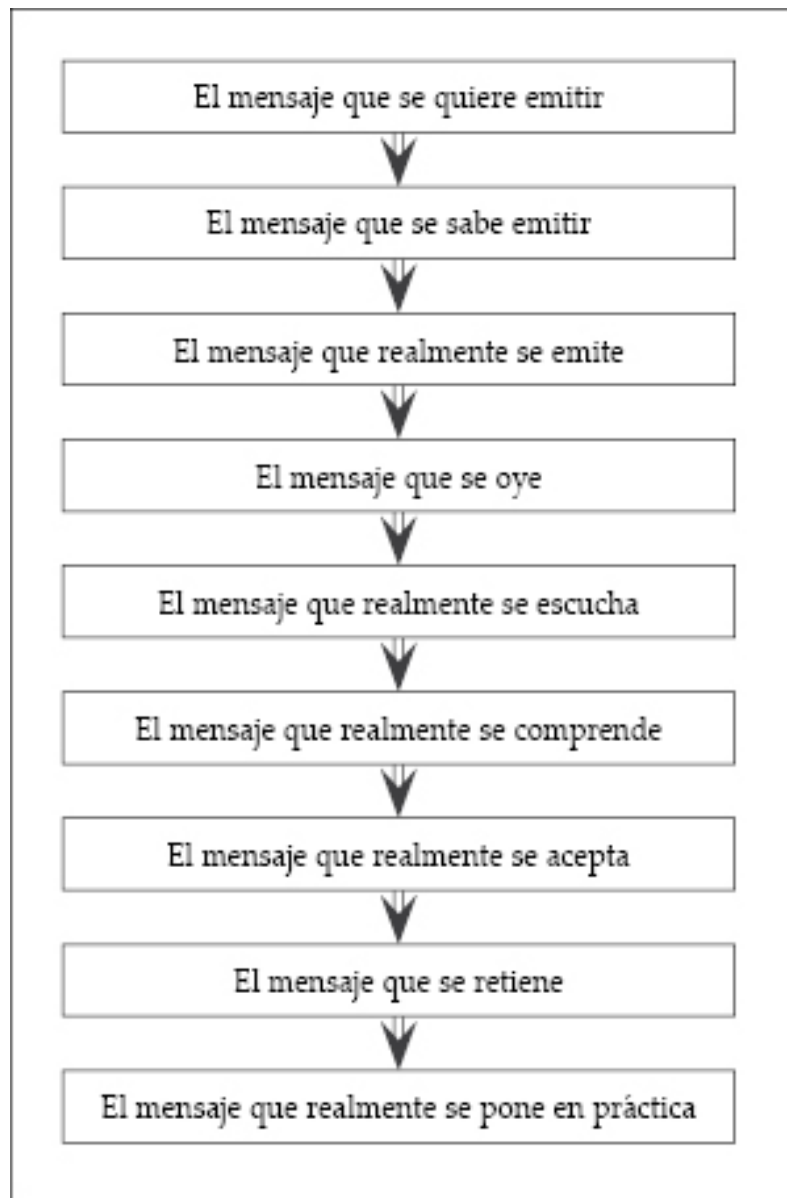 El mensaje que se quiere emitir
El mensaje que se sabe emitir
El mensaje que realmente se emite
El mensaje que se oye
El mensaje que realmente se escucha
El mensaje que realmente se comprende
El mensaje que realmente se acepta
El mensaje que se retiene
El mensaje que realmente se pone en práctica